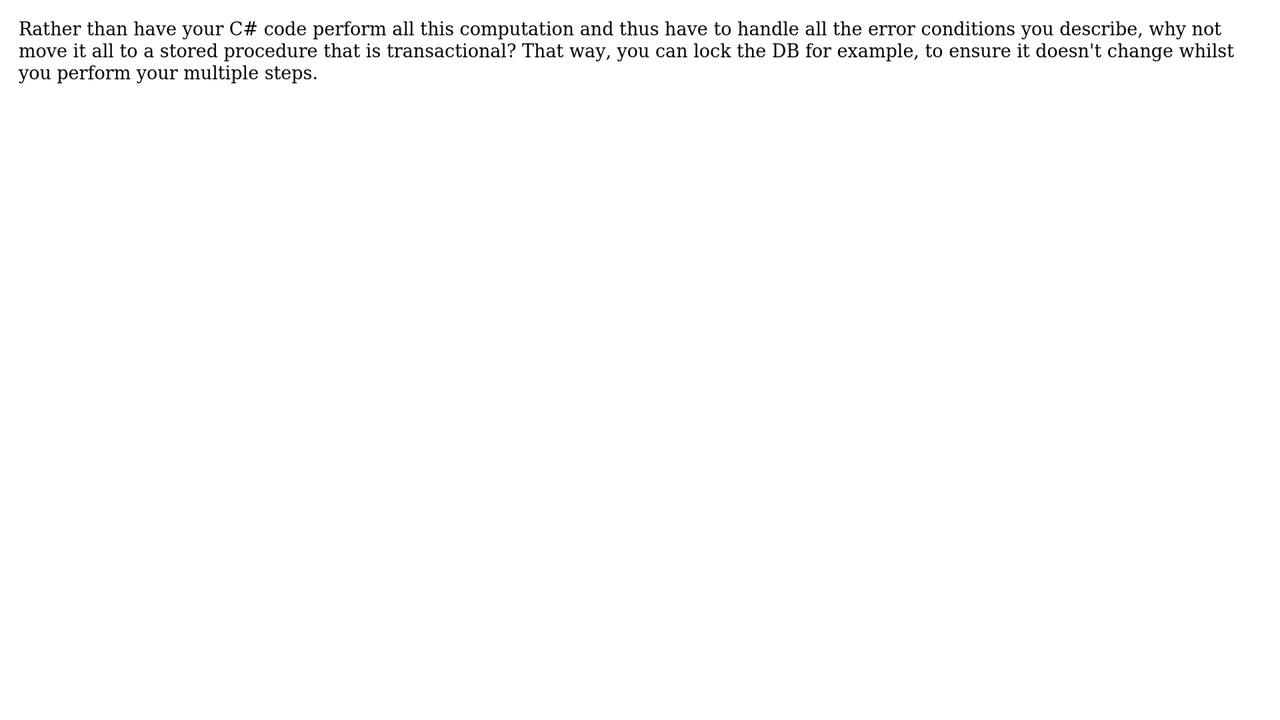 Rather than have your C# code perform all this computation and thus have to handle all the error conditions you describe, why not
move it all to a stored procedure that is transactional? That way, you can lock the DB for example, to ensure it doesn't change whilst
you perform your multiple steps.